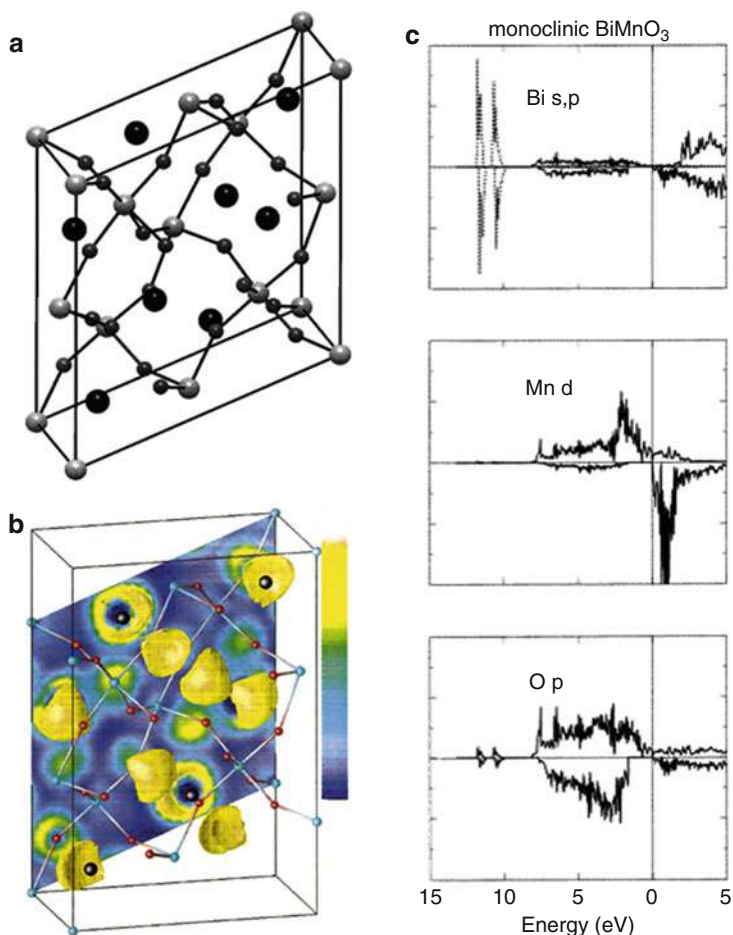 a
b
c
monoclinic BiMnO₃
Bi s,p
Mn d
O p
15 10 5 0 5
Energy (eV)